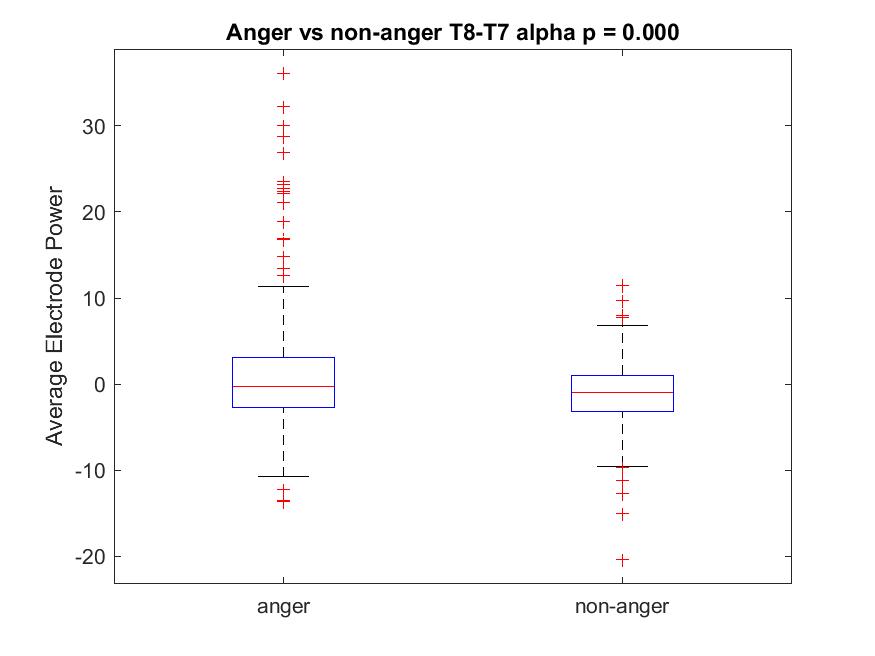 Anger vs non-anger T8-T7 alpha p = 0.000
Average Electrode Power
30
20
10
0
-10
-20
anger non-anger